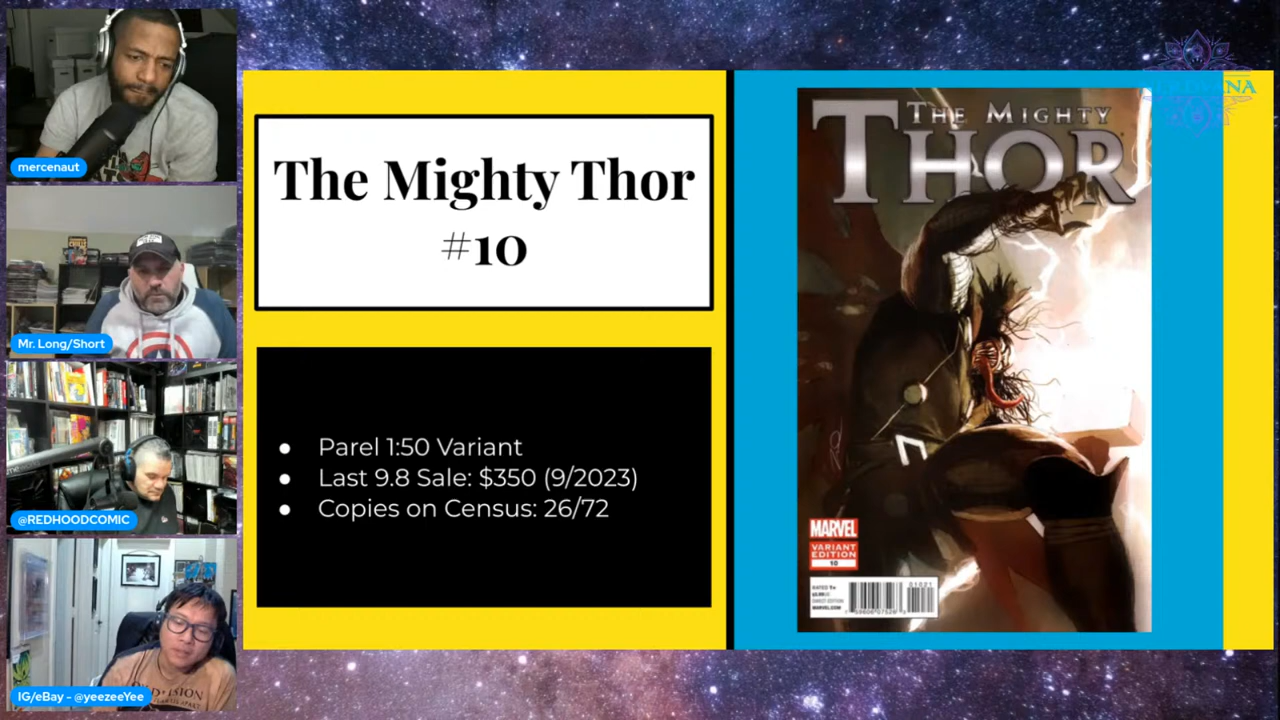 mercenaut
Mr. Long/Short
@REDHOODCOMIC
IG/eBay - @yeezeeYee
The Mighty Thor
#10
● Parel 1:50 Variant
● Last 9.8 Sale: $350 (9/2023)
● Copies on Census: 26/72
THE MIGHTY
THOR
MARVEL
VARIANT
EDITION
10